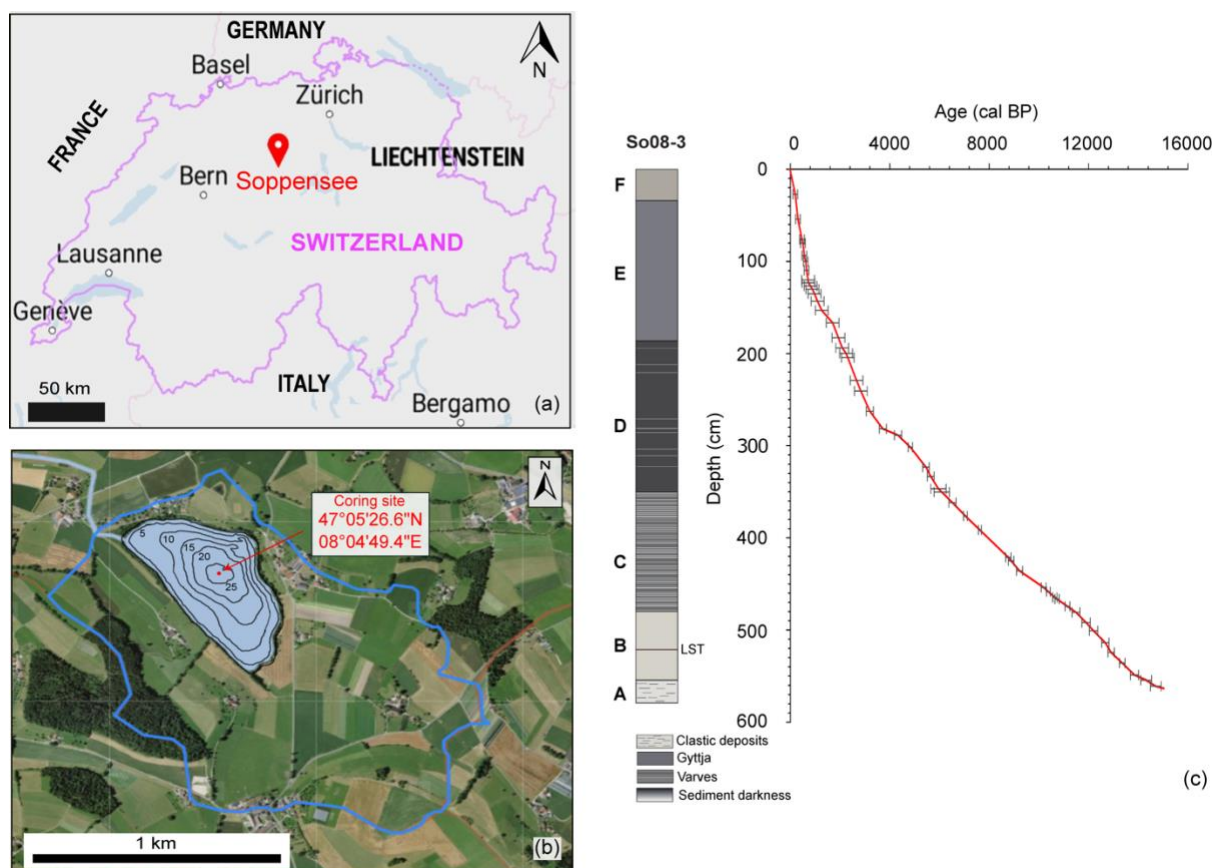 GERMANY
N
Basel
Zürich
FRANCE
LIECHTENSTEIN
Bern
Soppensee
SWITZERLAND
Lausanne
Genève
ITALY
50 km
Bergamo
(a)
N
Coring site
47°05'26.6"N
08°04'49.4"E
5
10
15
20
25
1 km
(b)
Age (cal BP)
So08-3
0
4000
8000
12000
16000
0
F
100
E
200
Depth (cm)
D
300
400
C
500
B
LST
A
600
Clastic deposits
Gyttja
Varves
Sediment darkness
(c)